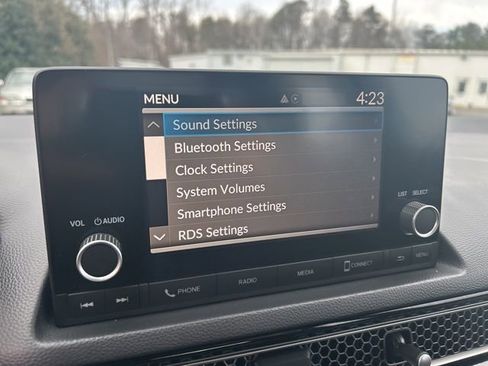 MENU 4:23
Sound Settings
Bluetooth Settings
Clock Settings
System Volumes
Smartphone Settings
RDS Settings
VOL AUDIO
LIST SELECT
PHONE RADIO MEDIA CONNECT MENU